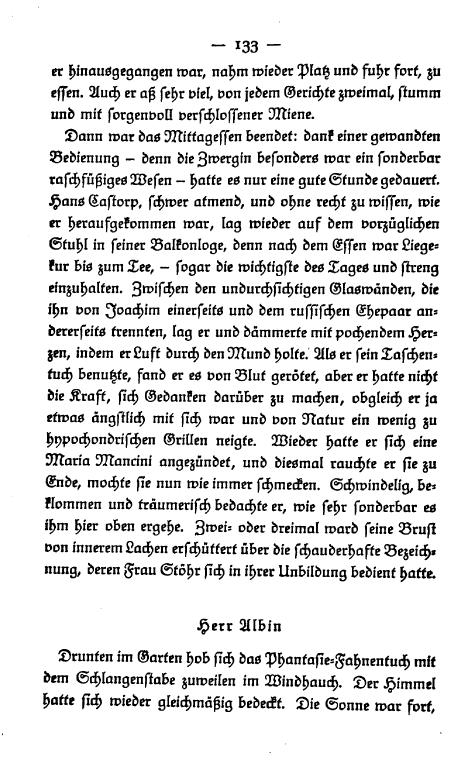 — 133 —
er hinausgegangen war, nahm wieder Platz und fuhr fort, zu
essen. Auch er aß sehr viel, von jedem Gerichte zweimal, stumm
und mit sorgenvoll verschlossener Miene.
Dann war das Mittagessen beendet: dank einer gewandten
Bedienung – denn die Zwergin besonders war ein sonderbar
raschfüßiges Wesen – hatte es nur eine gute Stunde gedauert.
Hans Castorp, schwer atmend, und ohne recht zu wissen, wie
er heraufgekommen war, lag wieder auf dem vorzüglichen
Stuhl in seiner Balkonloge, denn nach dem Essen war Liege-
kur bis zum Tee, – sogar die wichtigste des Tages und streng
einzuhalten. Zwischen den undurchsichtigen Glaswänden, die
ihn von Joachim einerseits und dem russischen Ehepaar an-
dererseits trennten, lag er und dämmerte mit pochendem Her-
zen, indem er Luft durch den Mund holte. Als er sein Taschen-
tuch benutzte, fand er es von Blut gerötet, aber er hatte nicht
die Kraft, sich Gedanken darüber zu machen, obgleich er ja
etwas ängstlich mit sich war und von Natur ein wenig zu
hypochondrischen Grillen neigte. Wieder hatte er sich eine
Maria Mancini angezündet, und diesmal rauchte er sie zu
Ende, mochte sie nun wie immer schmecken. Schwindelig, be-
klommen und träumerisch bedachte er, wie sehr sonderbar es
ihm hier oben ergehe. Zwei- oder dreimal ward seine Brust
von innerem Lachen erschüttert über die schauderhafte Bezeich-
nung, deren Frau Stöhr sich in ihrer Unbildung bedient hatte.
Herr Albin
Drunten im Garten hob sich das Phantasie-Fahnentuch mit
dem Schlangenstabe zuweilen im Windhauch. Der Himmel
hatte sich wieder gleichmäßig bedeckt. Die Sonne war fort,